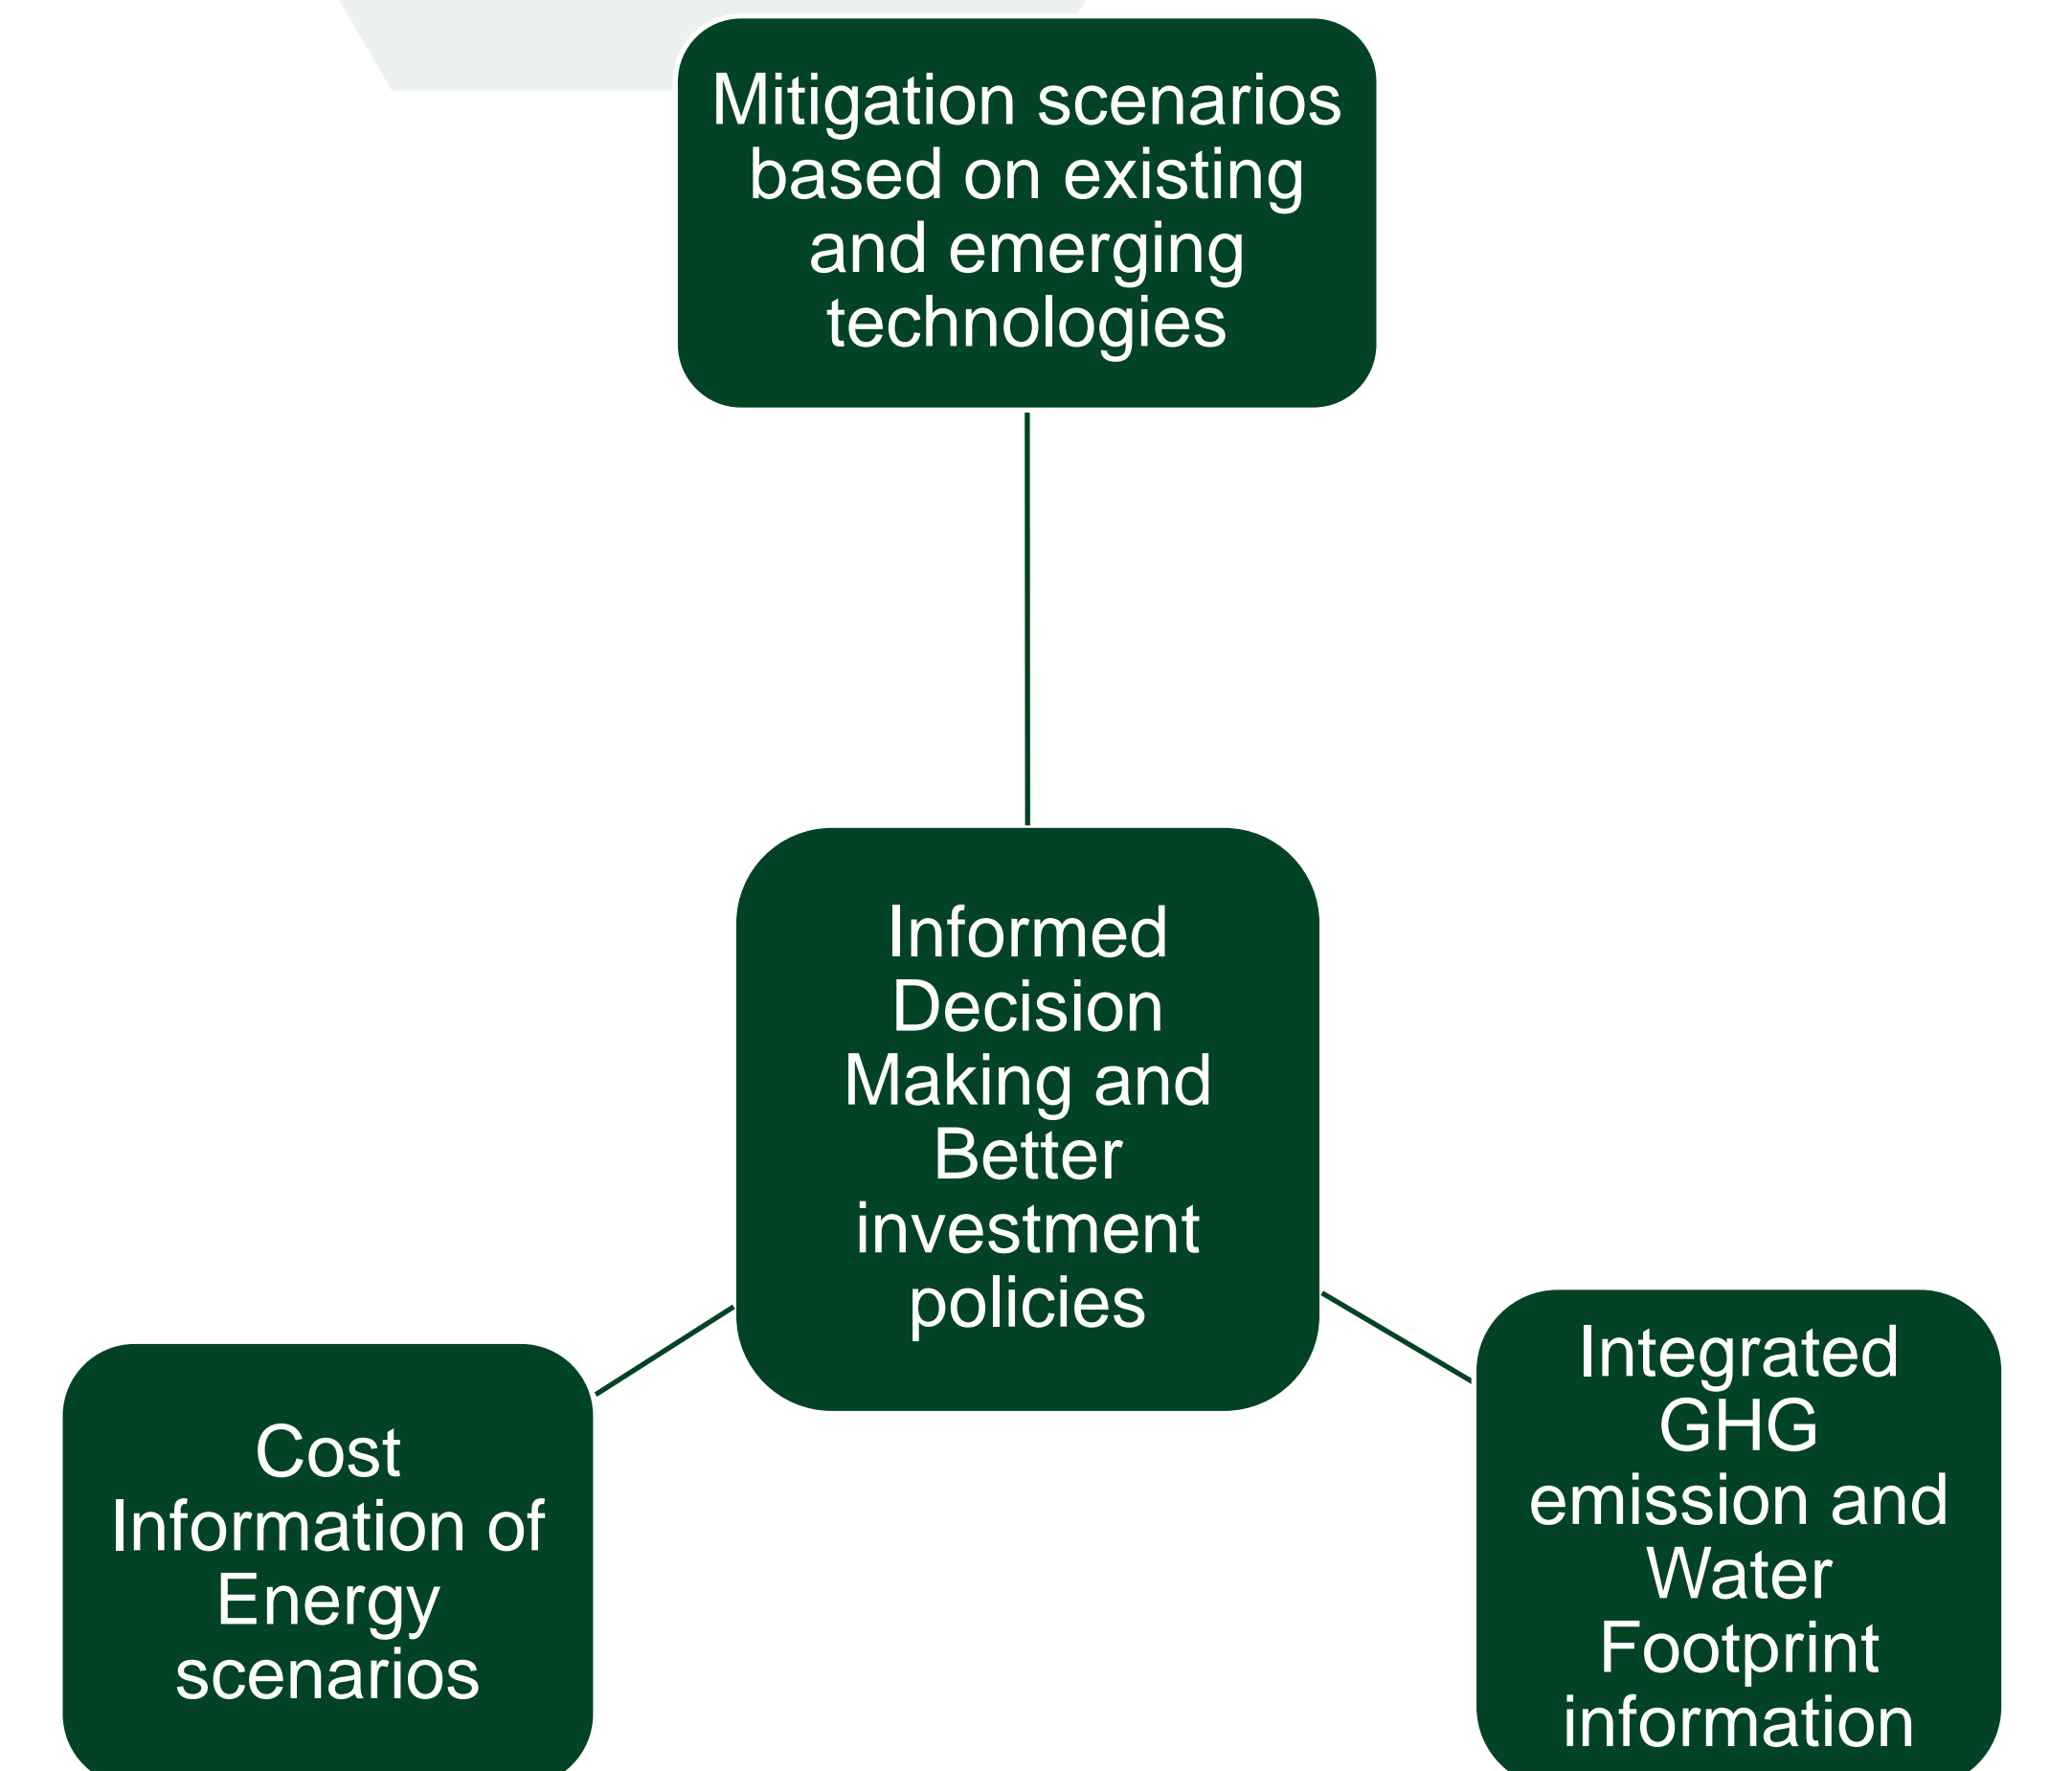 Mitigation scenarios
based on existing
and emerging
technologies
Informed
Decision
Making and
Better
investment
policies
Cost
Information of
Energy
scenarios
Integrated
GHG
emission and
Water
Footprint
information